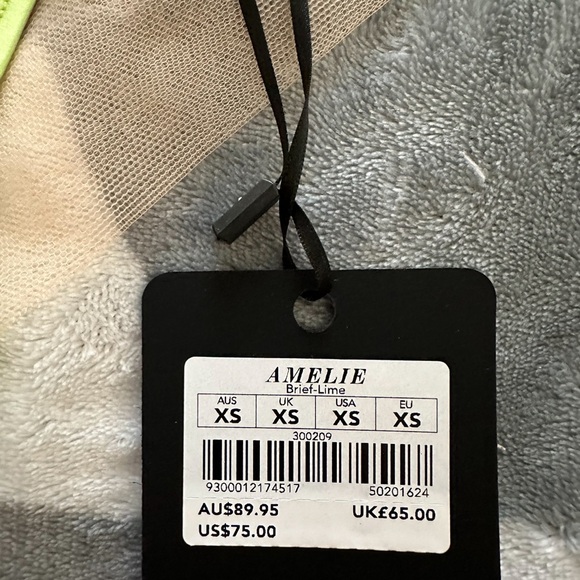 AMELIE
Brief-Lime
AUS UK USA EU
XS XS XS XS
300209
9300012174517 50201624
AU$89.95 UK£65.00
US$75.00